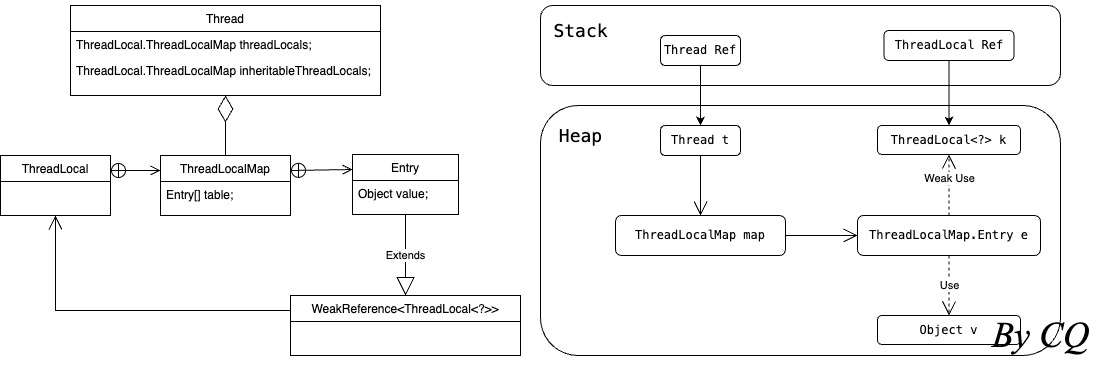 Thread
ThreadLocal.ThreadLocalMap threadLocals;
ThreadLocal.ThreadLocalMap inheritableThreadLocals;
ThreadLocal
ThreadLocalMap
Entry[] table;
Entry
Object value;
Extends
WeakReference<ThreadLocal<?>>
Stack
Thread Ref
ThreadLocal Ref
Heap
Thread t
ThreadLocal<?> k
Weak Use
ThreadLocalMap map
ThreadLocalMap.Entry e
Use
Object v
By CQ